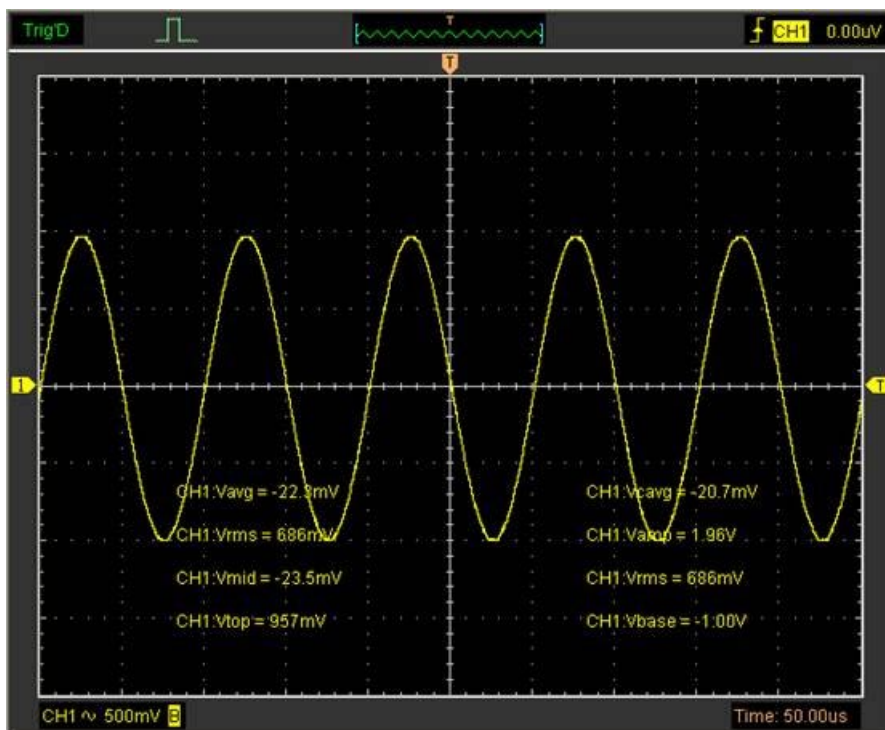 Trig'D T CH1 0.00uV
T
1 T
CH1:Vavg = -22.3mV CH1:Vcavg = -20.7mV
CH1:Vrms = 686mV CH1:Vamp = 1.96V
CH1:Vmid = -23.5mV CH1:Vrms = 686mV
CH1:Vtop = 957mV CH1:Vbase = -1.00V
CH1 ∿ 500mV B Time: 50.00us